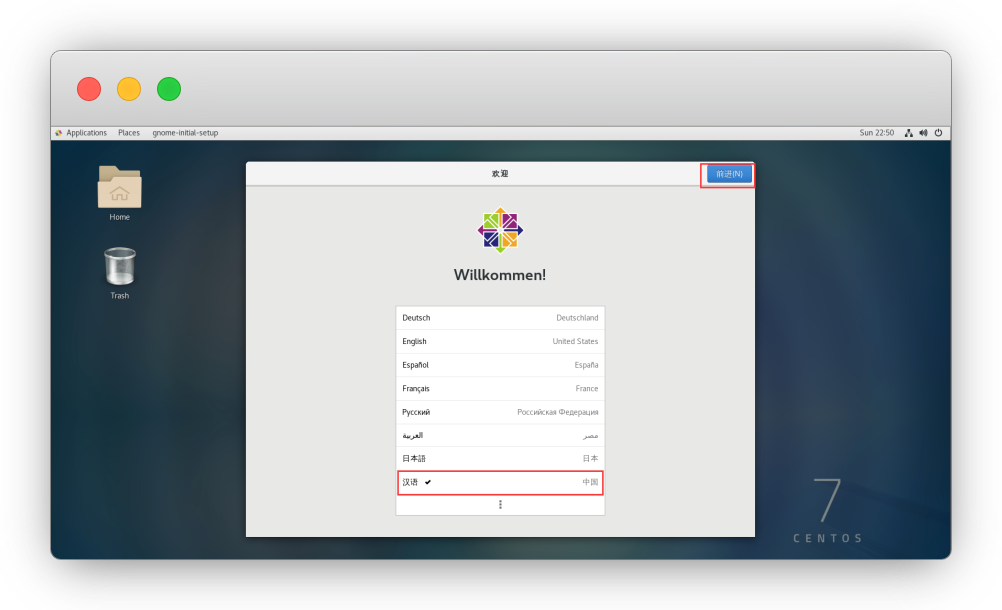 Applications Places gnome-initial-setup Sun 22:50
欢迎 前进(N)
Home
Trash
Willkommen!
Deutsch Deutschland
English United States
Español España
Français France
Русский Российская Федерация
العربية مصر
日本語 日本
汉语 中国
7
CENTOS